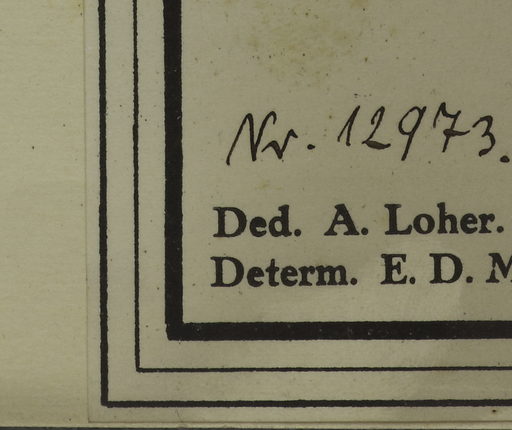 Nr. 12973.
Ded. A. Loher.
Determ. E. D. M